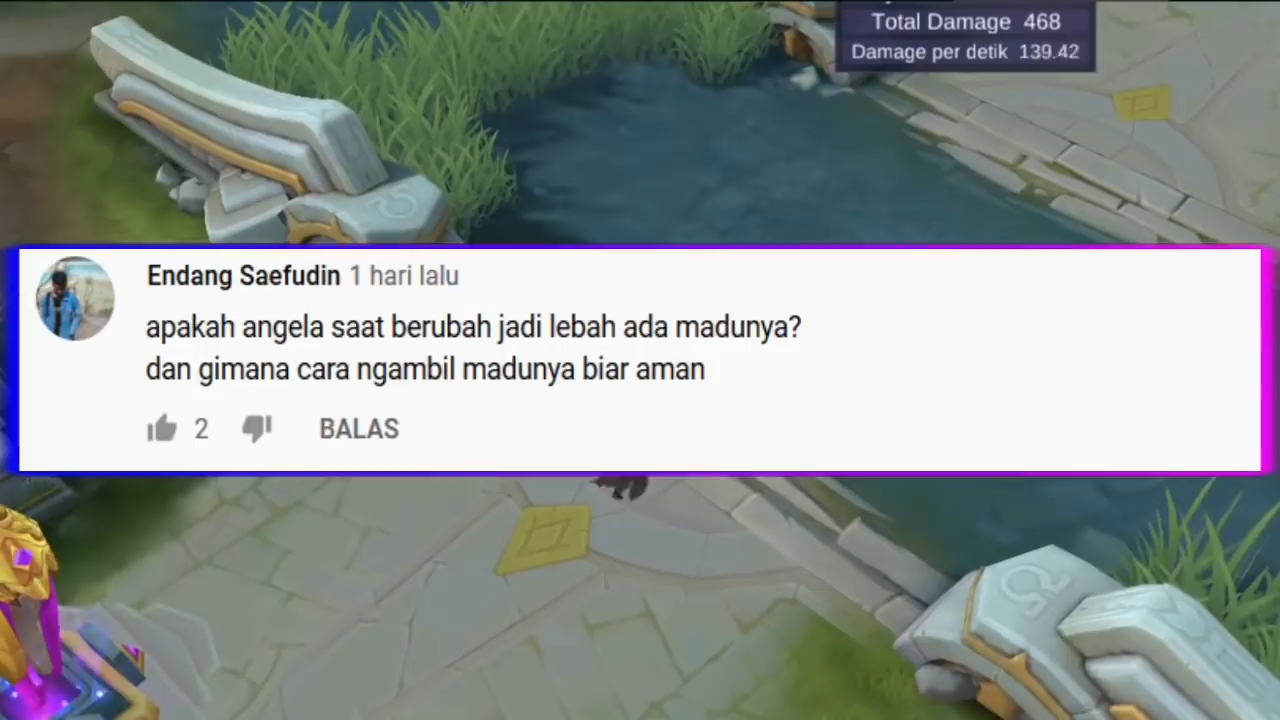 Total Damage 468
Damage per detik 139.42
Endang Saefudin 1 hari lalu
apakah angela saat berubah jadi lebah ada madunya?
dan gimana cara ngambil madunya biar aman
2 BALAS